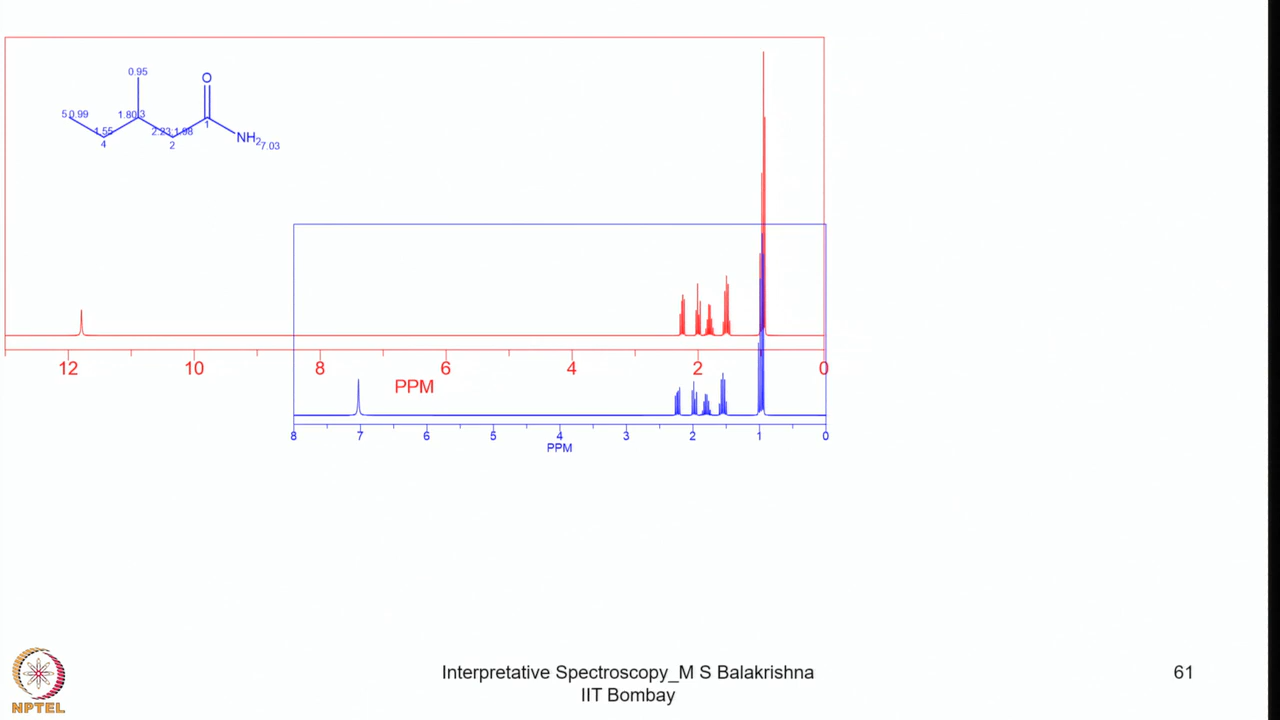 0.95
O
5 0.99
1.80;3
1.55
2.23;1.98
1
NH2 7.03
4
2
12 10 8 6 4 2 0
PPM
8 7 6 5 4 3 2 1 0
PPM
Interpretative Spectroscopy_M S Balakrishna
61
IIT Bombay
NPTEL